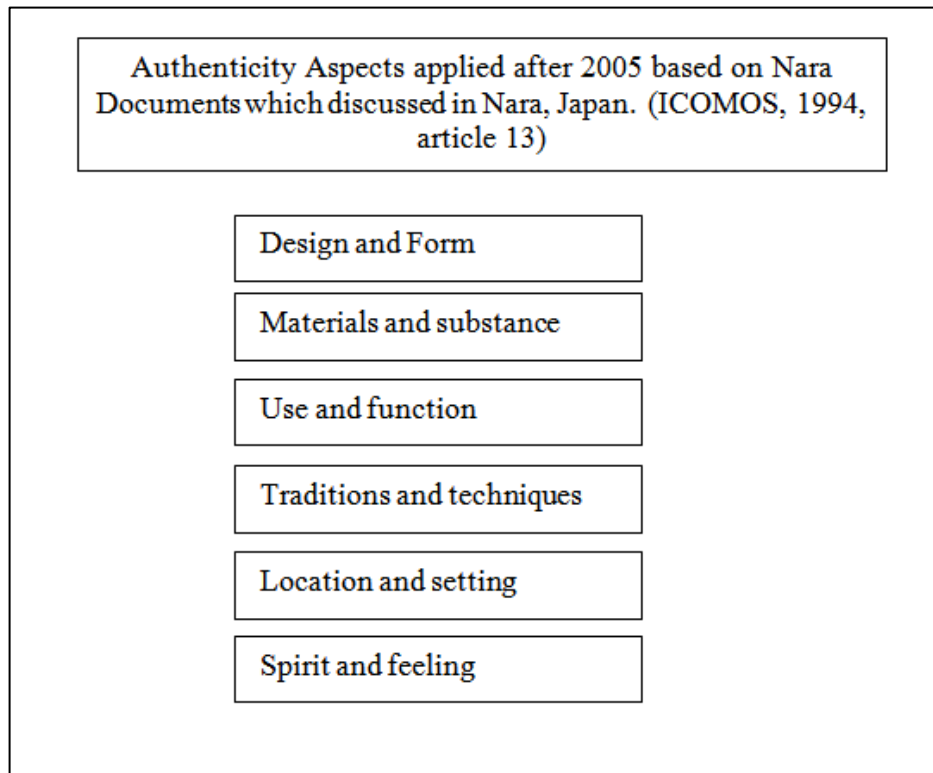 Authenticity Aspects applied after 2005 based on Nara
Documents which discussed in Nara, Japan. (ICOMOS, 1994,
article 13)
Design and Form
Materials and substance
Use and function
Traditions and techniques
Location and setting
Spirit and feeling